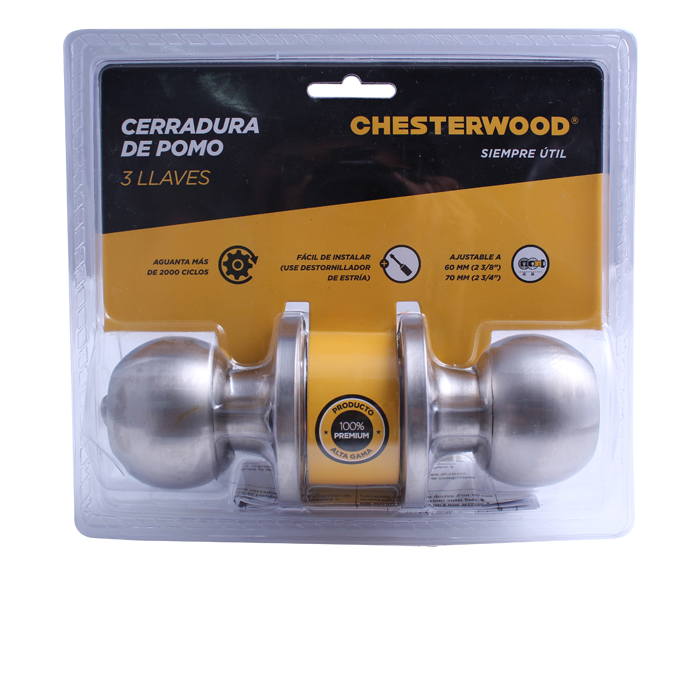 CERRADURA
DE POMO
3 LLAVES
CHESTERWOOD®
SIEMPRE ÚTIL
AGUANTA MÁS
DE 2000 CICLOS
FÁCIL DE INSTALAR
(USE DESTORNILLADOR
DE ESTRÍA)
AJUSTABLE A
60 MM (2 3/8")
70 MM (2 3/4")
PRODUCTO
100%
PREMIUM
ALTA GAMA